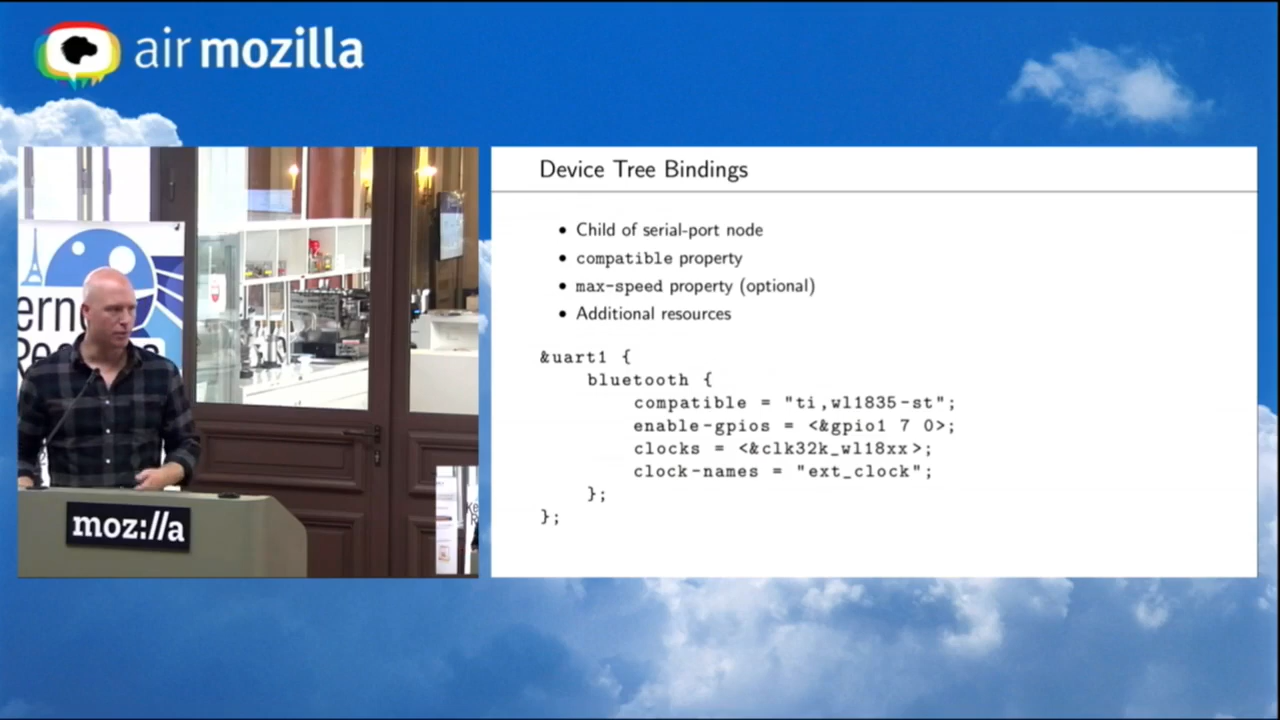 air mozilla
Device Tree Bindings
• Child of serial-port node
• compatible property
• max-speed property (optional)
• Additional resources
&uart1 {
bluetooth {
compatible = "ti,wl1835-st";
enable-gpios = <&gpio1 7 0>;
clocks = <&clk32k_wl18xx>;
clock-names = "ext_clock";
};
};
moz://a